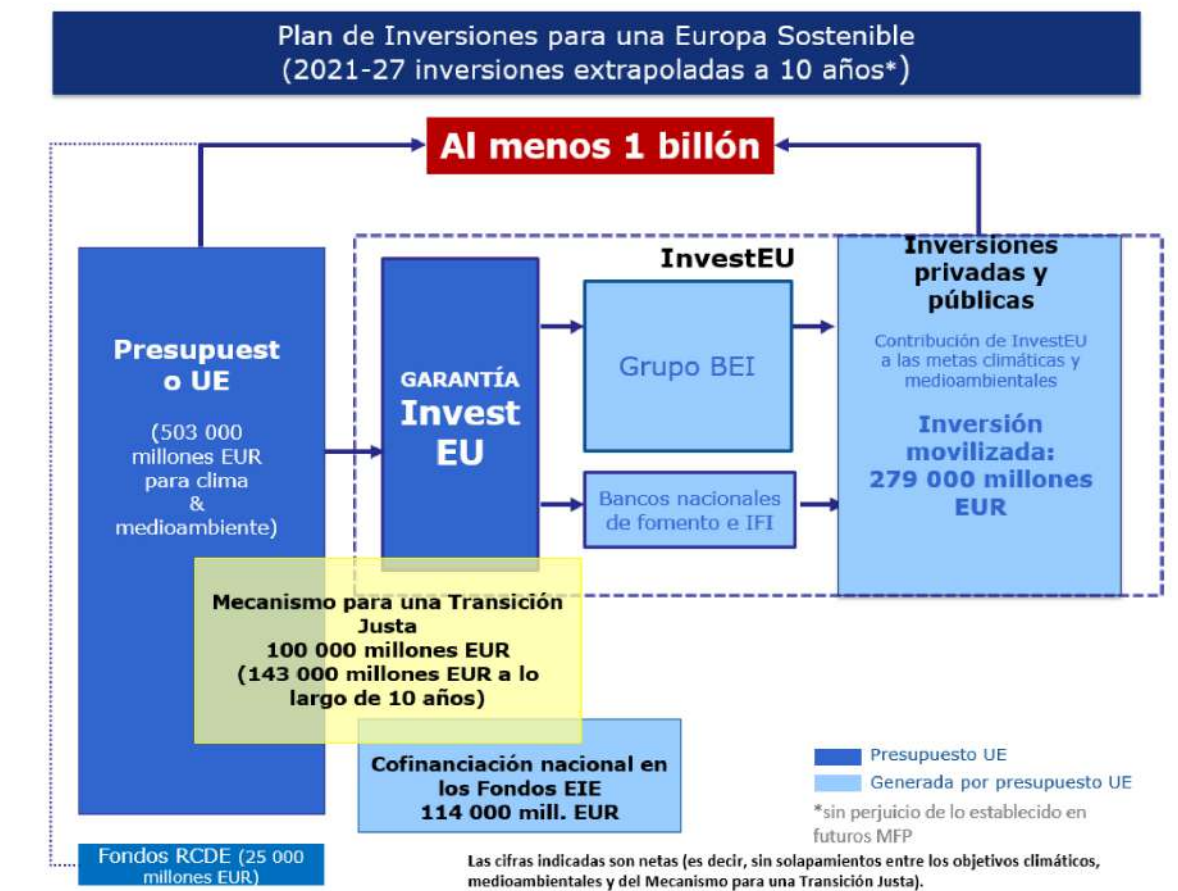 Plan de Inversiones para una Europa Sostenible
(2021-27 inversiones extrapoladas a 10 años*)
Al menos 1 billón
Presupuest
o UE
(503 000
millones EUR
para clima
&
medioambiente)
GARANTÍA
Invest
EU
InvestEU
Grupo BEI
Bancos nacionales
de fomento e IFI
Inversiones
privadas y
públicas
Contribución de InvestEU
a las metas climáticas y
medioambientales
Inversión
movilizada:
279 000 millones
EUR
Mecanismo para una Transición
Justa
100 000 millones EUR
(143 000 millones EUR a lo
largo de 10 años)
Cofinanciación nacional en
los Fondos EIE
114 000 mill. EUR
Presupuesto UE
Generada por presupuesto UE
*sin perjuicio de lo establecido en
futuros MFP
Fondos RCDE (25 000
millones EUR)
Las cifras indicadas son netas (es decir, sin solapamientos entre los objetivos climáticos,
medioambientales y del Mecanismo para una Transición Justa).